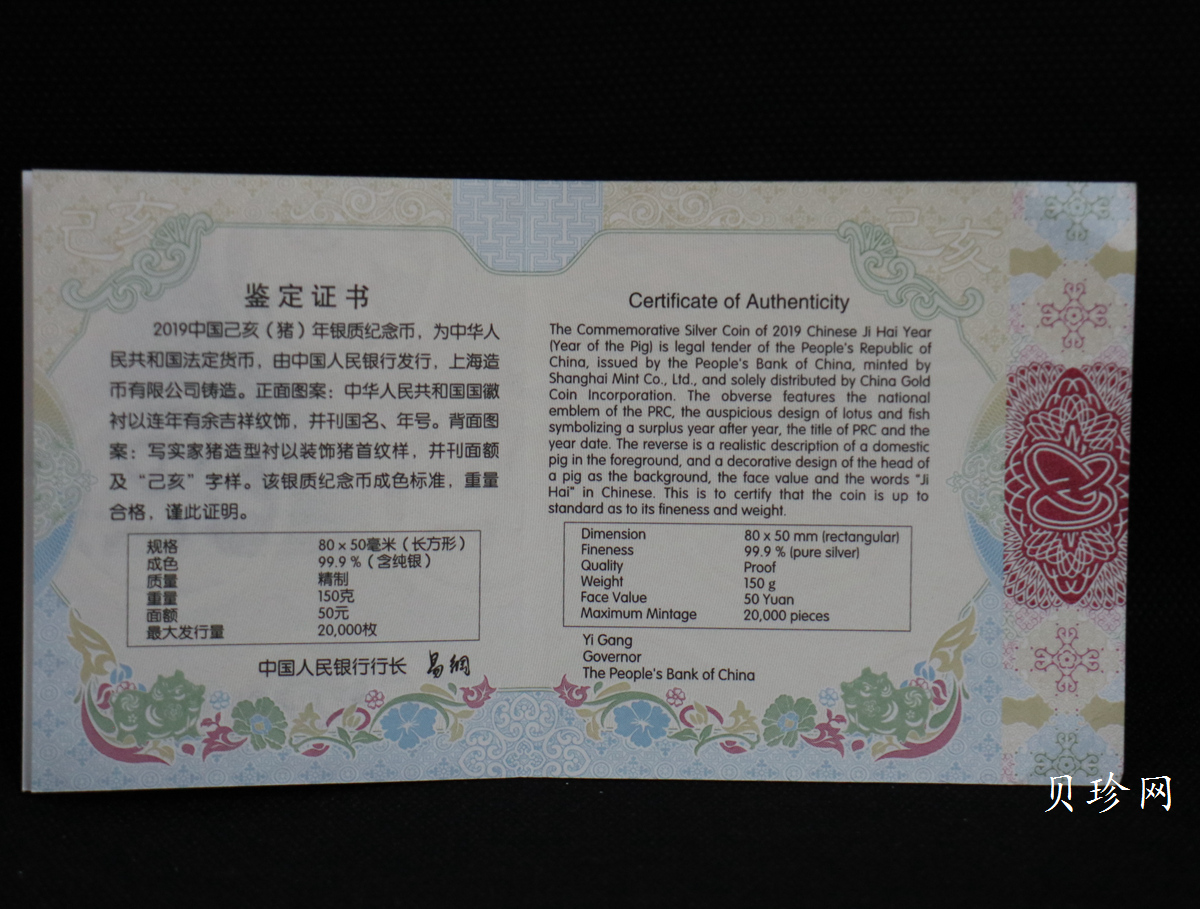 己亥
己亥
鉴定证书
2019中国己亥（猪）年银质纪念币，为中华人
民共和国法定货币，由中国人民银行发行，上海造
币有限公司铸造。正面图案：中华人民共和国国徽
衬以连年有余吉祥纹饰，并刊国名、年号。背面图
案：写实家猪造型衬以装饰猪首纹样，并刊面额
及“己亥”字样。该银质纪念币成色标准，重量
合格，谨此证明。
规格 80×50毫米（长方形）
成色 99.9%（含纯银）
质量 精制
重量 150克
面额 50元
最大发行量 20,000枚
中国人民银行行长 易纲
Certificate of Authenticity
The Commemorative Silver Coin of 2019 Chinese Ji Hai Year
(Year of the Pig) is legal tender of the People's Republic of
China, issued by the People's Bank of China, minted by
Shanghai Mint Co., Ltd., and solely distributed by China Gold
Coin Incorporation. The obverse features the national
emblem of the PRC, the auspicious design of lotus and fish
symbolizing a surplus year after year, the title of PRC and the
year date. The reverse is a realistic description of a domestic
pig in the foreground, and a decorative design of the head of
a pig as the background, the face value and the words "Ji
Hai" in Chinese. This is to certify that the coin is up to
standard as to its fineness and weight.
Dimension 80 x 50 mm (rectangular)
Fineness 99.9 % (pure silver)
Quality Proof
Weight 150 g
Face Value 50 Yuan
Maximum Mintage 20,000 pieces
Yi Gang
Governor
The People's Bank of China
贝珍网